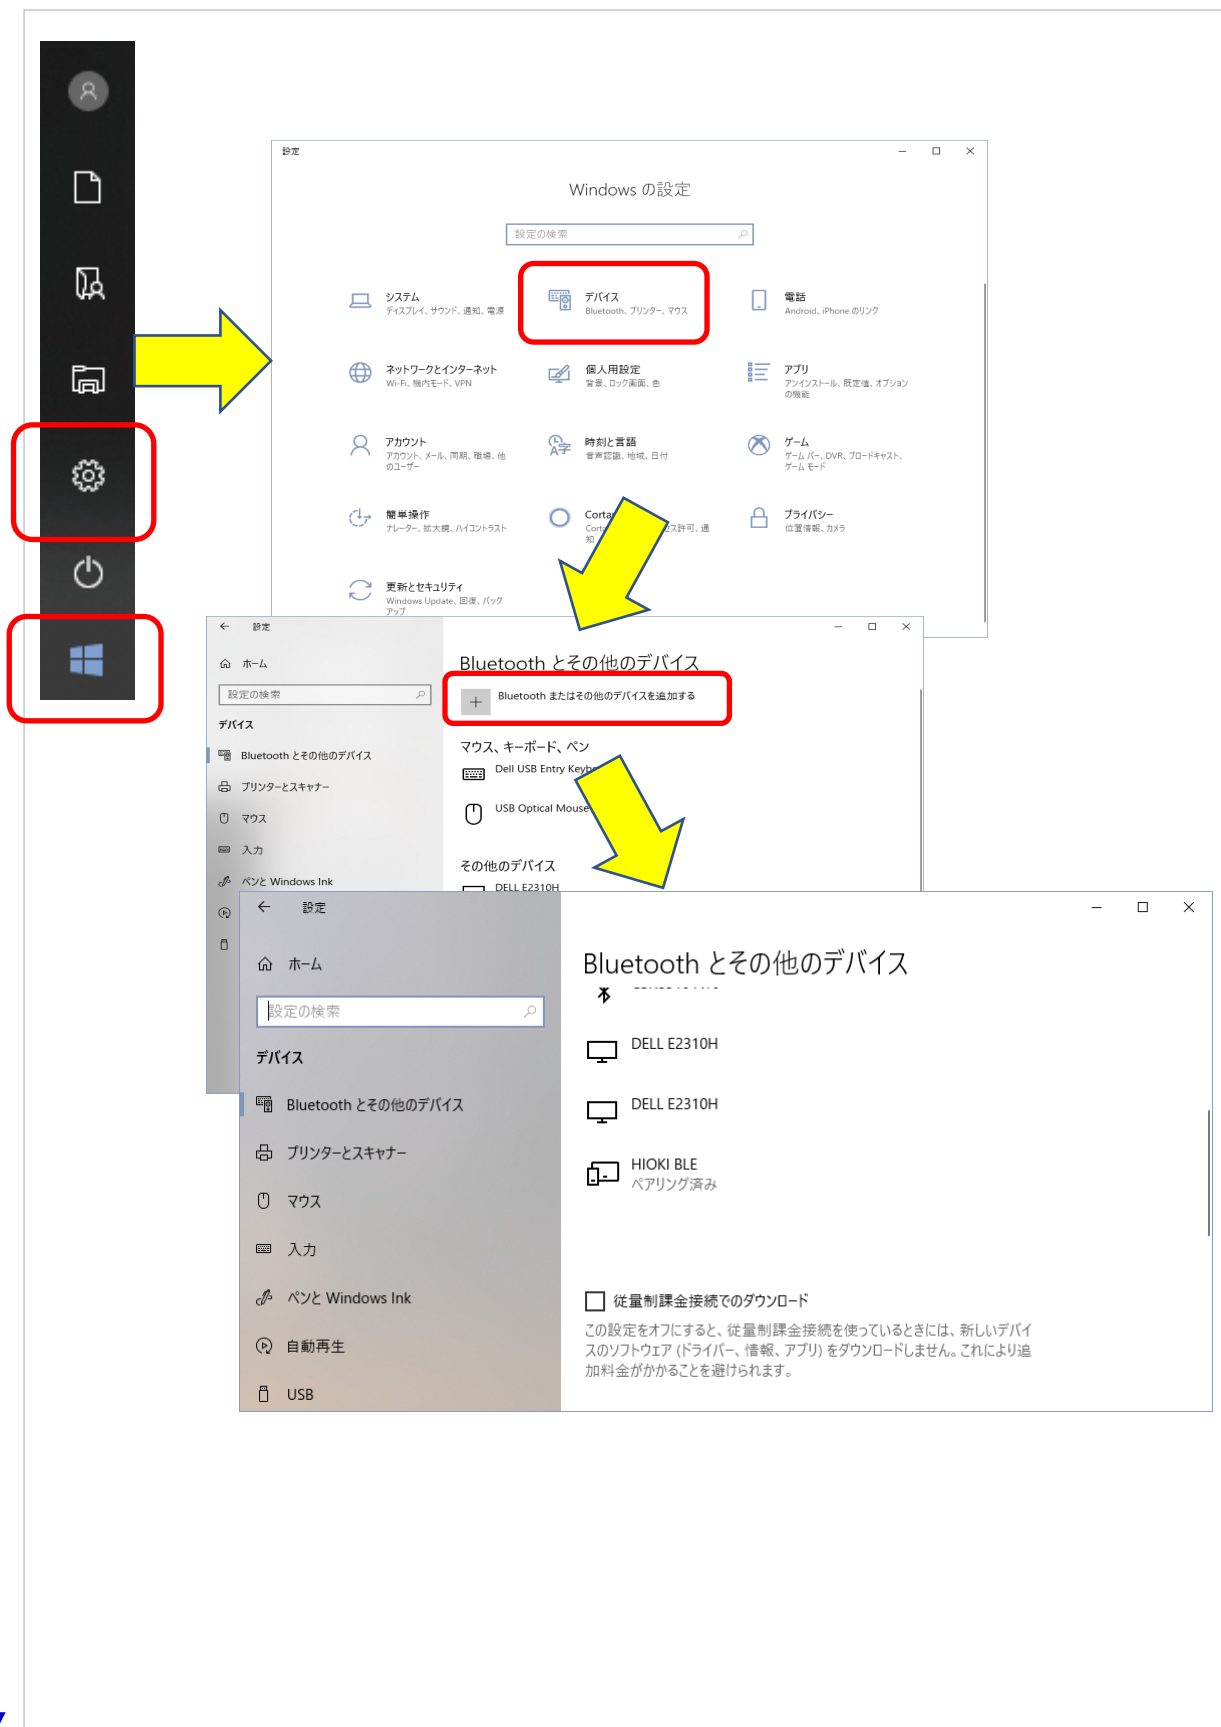 設定
Windows の設定
設定の検索
システム
ディスプレイ、サウンド、通知、電源
デバイス
Bluetooth、プリンター、マウス
電話
Android、iPhone のリンク
ネットワークとインターネット
Wi-Fi、機内モード、VPN
個人用設定
背景、ロック画面、色
アプリ
アンインストール、既定値、オプション
の機能
アカウント
アカウント、メール、同期、職場、他
のユーザー
時刻と言語
音声認識、地域、日付
ゲーム
ゲーム バー、DVR、ブロードキャスト、
ゲーム モード
簡単操作
ナレーター、拡大鏡、ハイコントラスト
Corta
Corta セス許可、通
知
プライバシー
位置情報、カメラ
更新とセキュリティ
Windows Update、回復、バック
アップ
設定
ホーム
設定の検索
デバイス
Bluetooth とその他のデバイス
プリンターとスキャナー
マウス
入力
ペンと Windows Ink
Bluetooth とその他のデバイス
Bluetooth またはその他のデバイスを追加する
マウス、キーボード、ペン
Dell USB Entry Keybo
USB Optical Mouse
その他のデバイス
DELL E2310H
設定
ホーム
設定の検索
デバイス
Bluetooth とその他のデバイス
プリンターとスキャナー
マウス
入力
ペンと Windows Ink
自動再生
USB
Bluetooth とその他のデバイス
DELL E2310H
DELL E2310H
HIOKI BLE
ペアリング済み
従量制課金接続でのダウンロード
この設定をオフにすると、従量制課金接続を使っているときには、新しいデバイ
スのソフトウェア (ドライバー、情報、アプリ) をダウンロードしません。これにより追
加料金がかかることを避けられます。